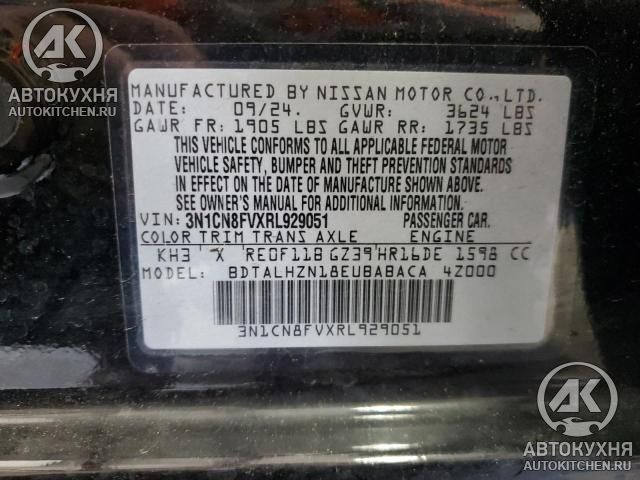 AK
АВТОКУХНЯ
AUTOKITCHEN.RU
MANUFACTURED BY NISSAN MOTOR CO.,LTD.
DATE: 09/24. GVWR: 3624 LBS
GAWR FR: 1905 LBS GAWR RR: 1735 LBS
THIS VEHICLE CONFORMS TO ALL APPLICABLE FEDERAL MOTOR
VEHICLE SAFETY, BUMPER AND THEFT PREVENTION STANDARDS
IN EFFECT ON THE DATE OF MANUFACTURE SHOWN ABOVE.
SEE OWNER'S MANUAL FOR ADDITIONAL INFORMATION.
VIN: 3N1CN8FVXRL929051 PASSENGER CAR.
COLOR TRIM TRANS AXLE ENGINE
KH3 X RE0F11B GZ39 HR16DE 1598 CC
MODEL: BDTALHZN18EUBABACA 4Z000
3N1CN8FVXRL929051
AK
АВТОКУХНЯ
AUTOKITCHEN.RU